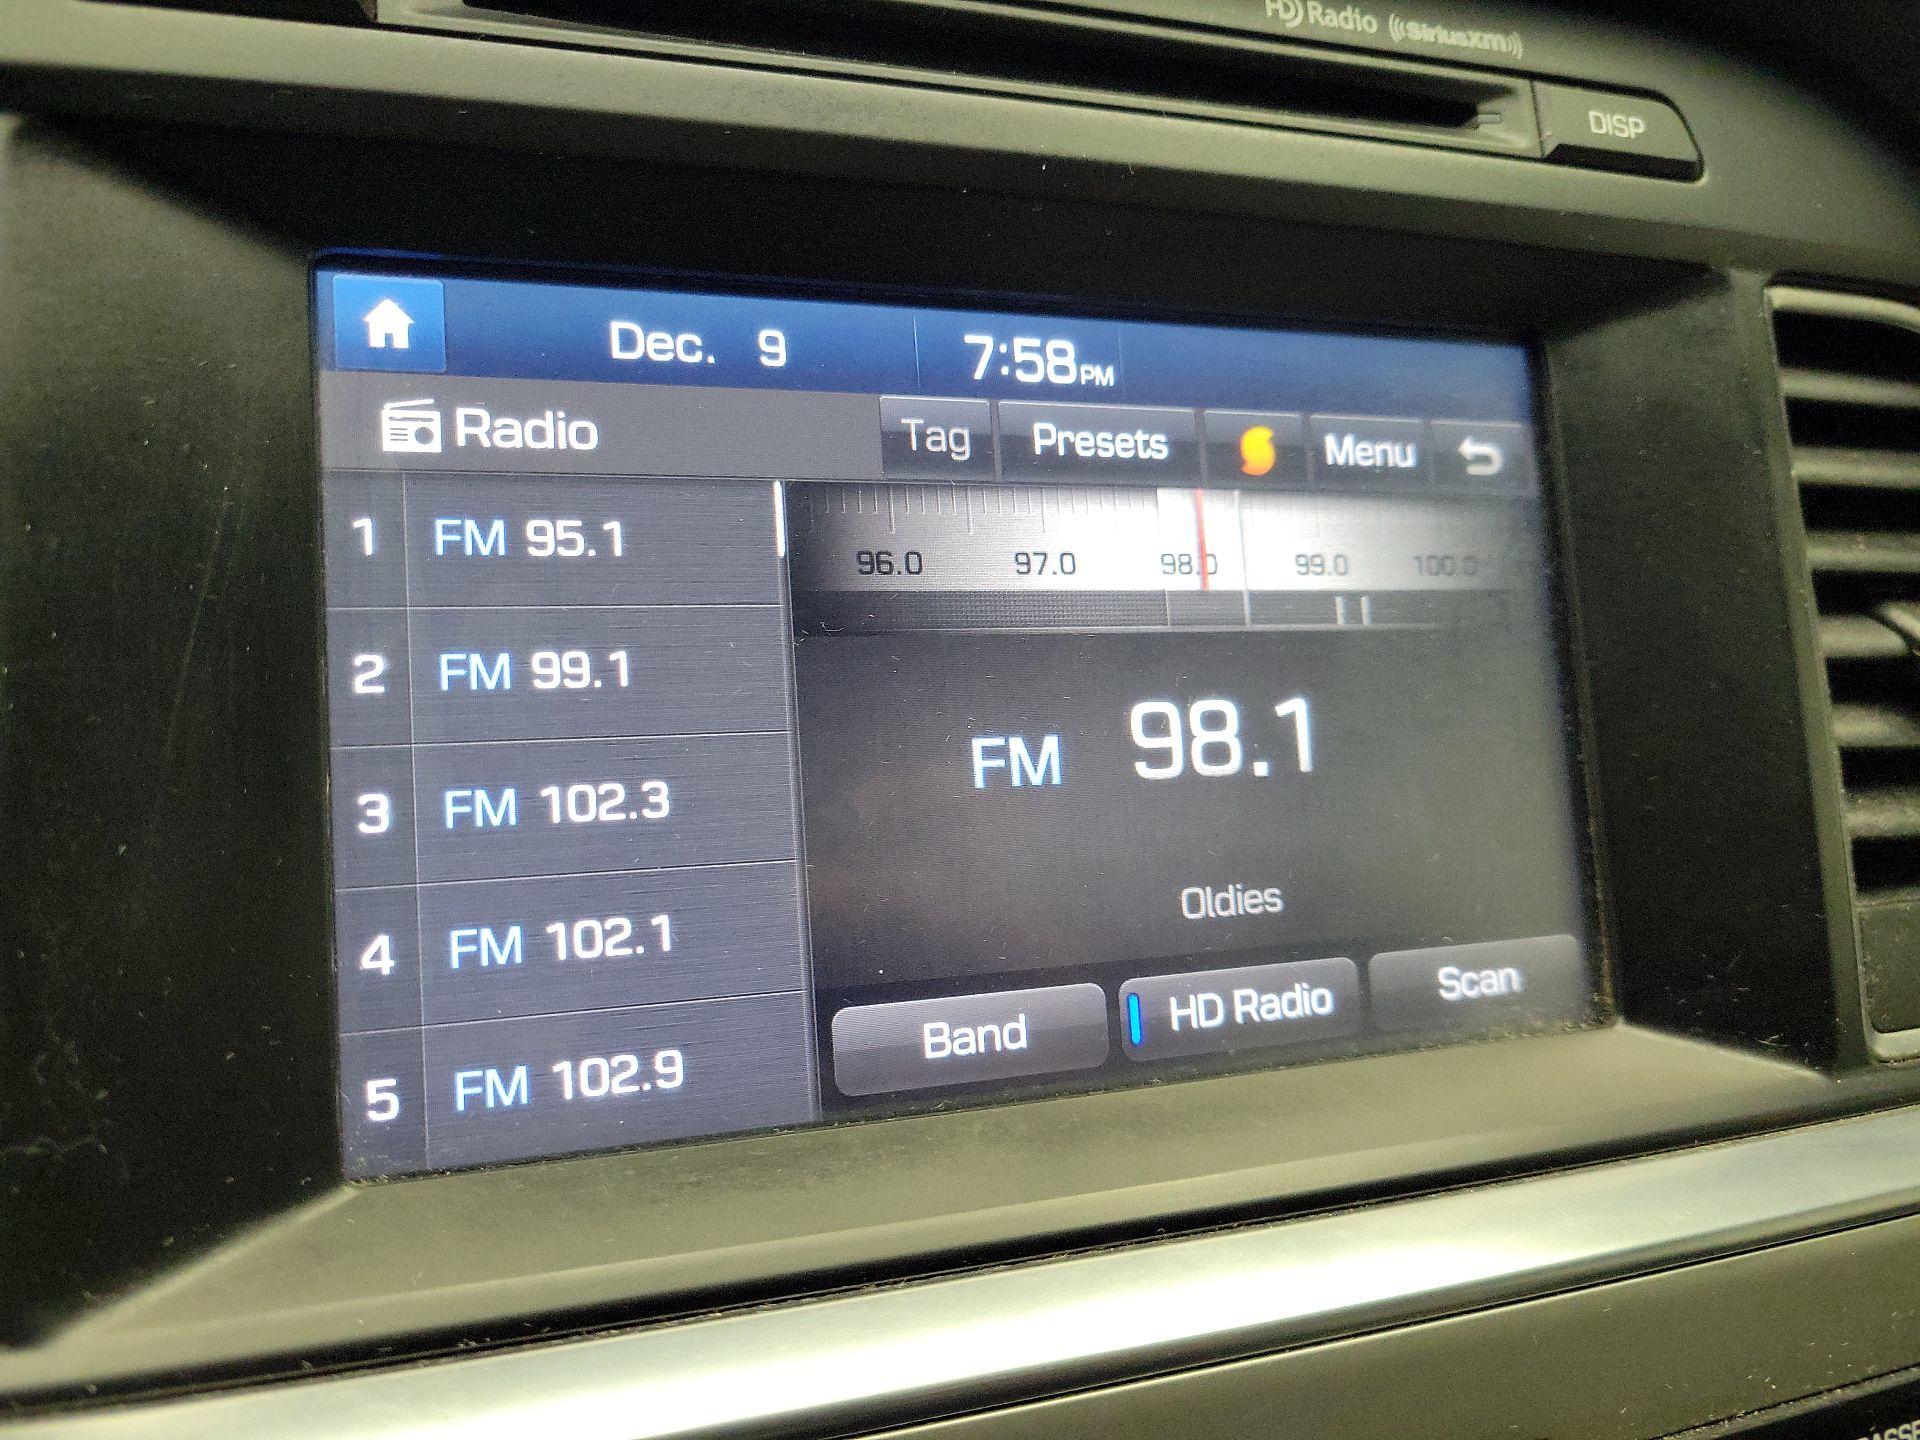 HD Radio ((SiriusXM))
DISP
Dec. 9 7:58PM
Radio Tag Presets Menu
96.0 97.0 98.0 99.0 100.0
1 FM 95.1
2 FM 99.1
3 FM 102.3
4 FM 102.1
5 FM 102.9
FM 98.1
Oldies
Band HD Radio Scan